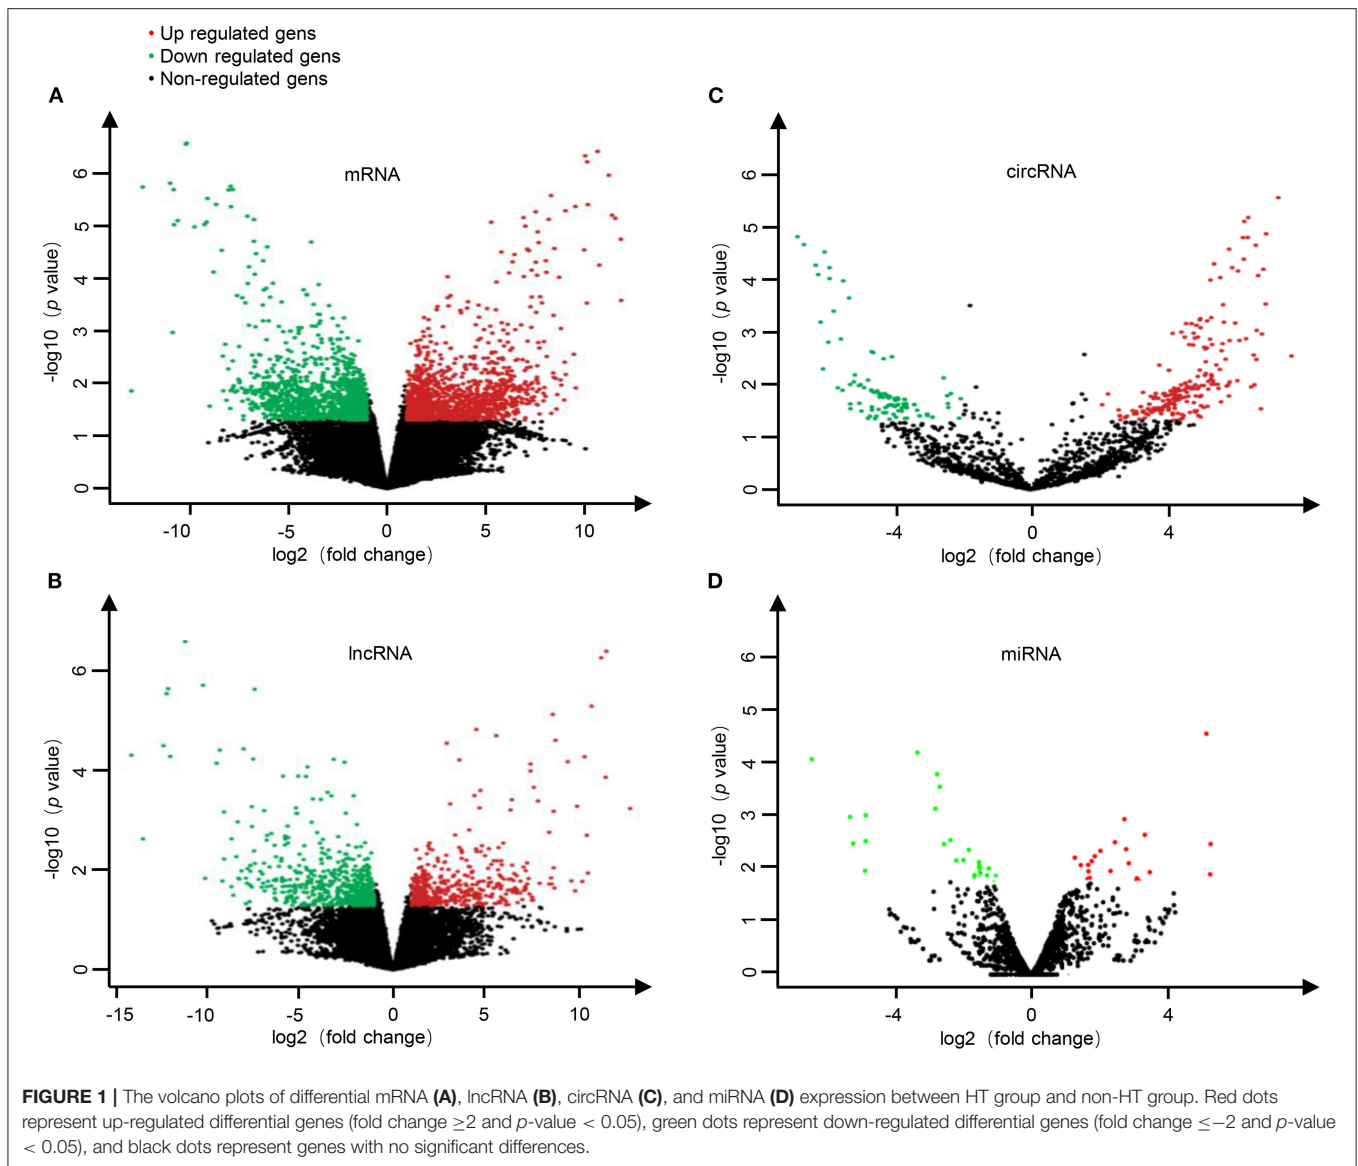 Up regulated gens
Down regulated gens
Non-regulated gens
A
mRNA
-log10 (p value)
6
5
4
3
2
1
0
-10
-5
0
5
10
log2 (fold change)
C
circRNA
-log10 (p value)
6
5
4
3
2
1
0
-4
0
4
log2 (fold change)
B
lncRNA
-log10 (p value)
6
4
2
0
-15
-10
-5
0
5
10
log2 (fold change)
D
miRNA
-log10 (p value)
6
5
4
3
2
1
0
-4
0
4
log2 (fold change)
FIGURE 1 | The volcano plots of differential mRNA (A), lncRNA (B), circRNA (C), and miRNA (D) expression between HT group and non-HT group. Red dots
represent up-regulated differential genes (fold change ≥2 and p-value < 0.05), green dots represent down-regulated differential genes (fold change ≤−2 and p-value
< 0.05), and black dots represent genes with no significant differences.